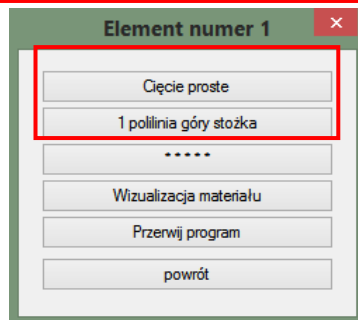 Element numer 1
×
Cięcie proste
1 polilinia góry stożka
*****
Wizualizacja materiału
Przerwij program
powrót